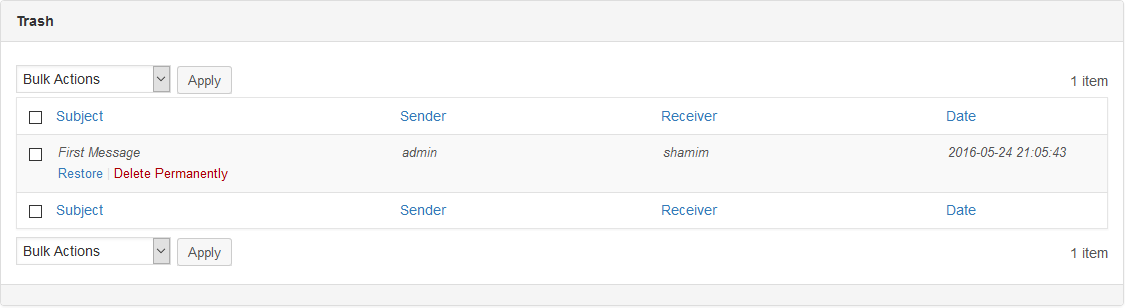 Trash
Bulk Actions Apply 1 item
Subject Sender Receiver Date
First Message admin shamim 2016-05-24 21:05:43
Restore | Delete Permanently
Subject Sender Receiver Date
Bulk Actions Apply 1 item